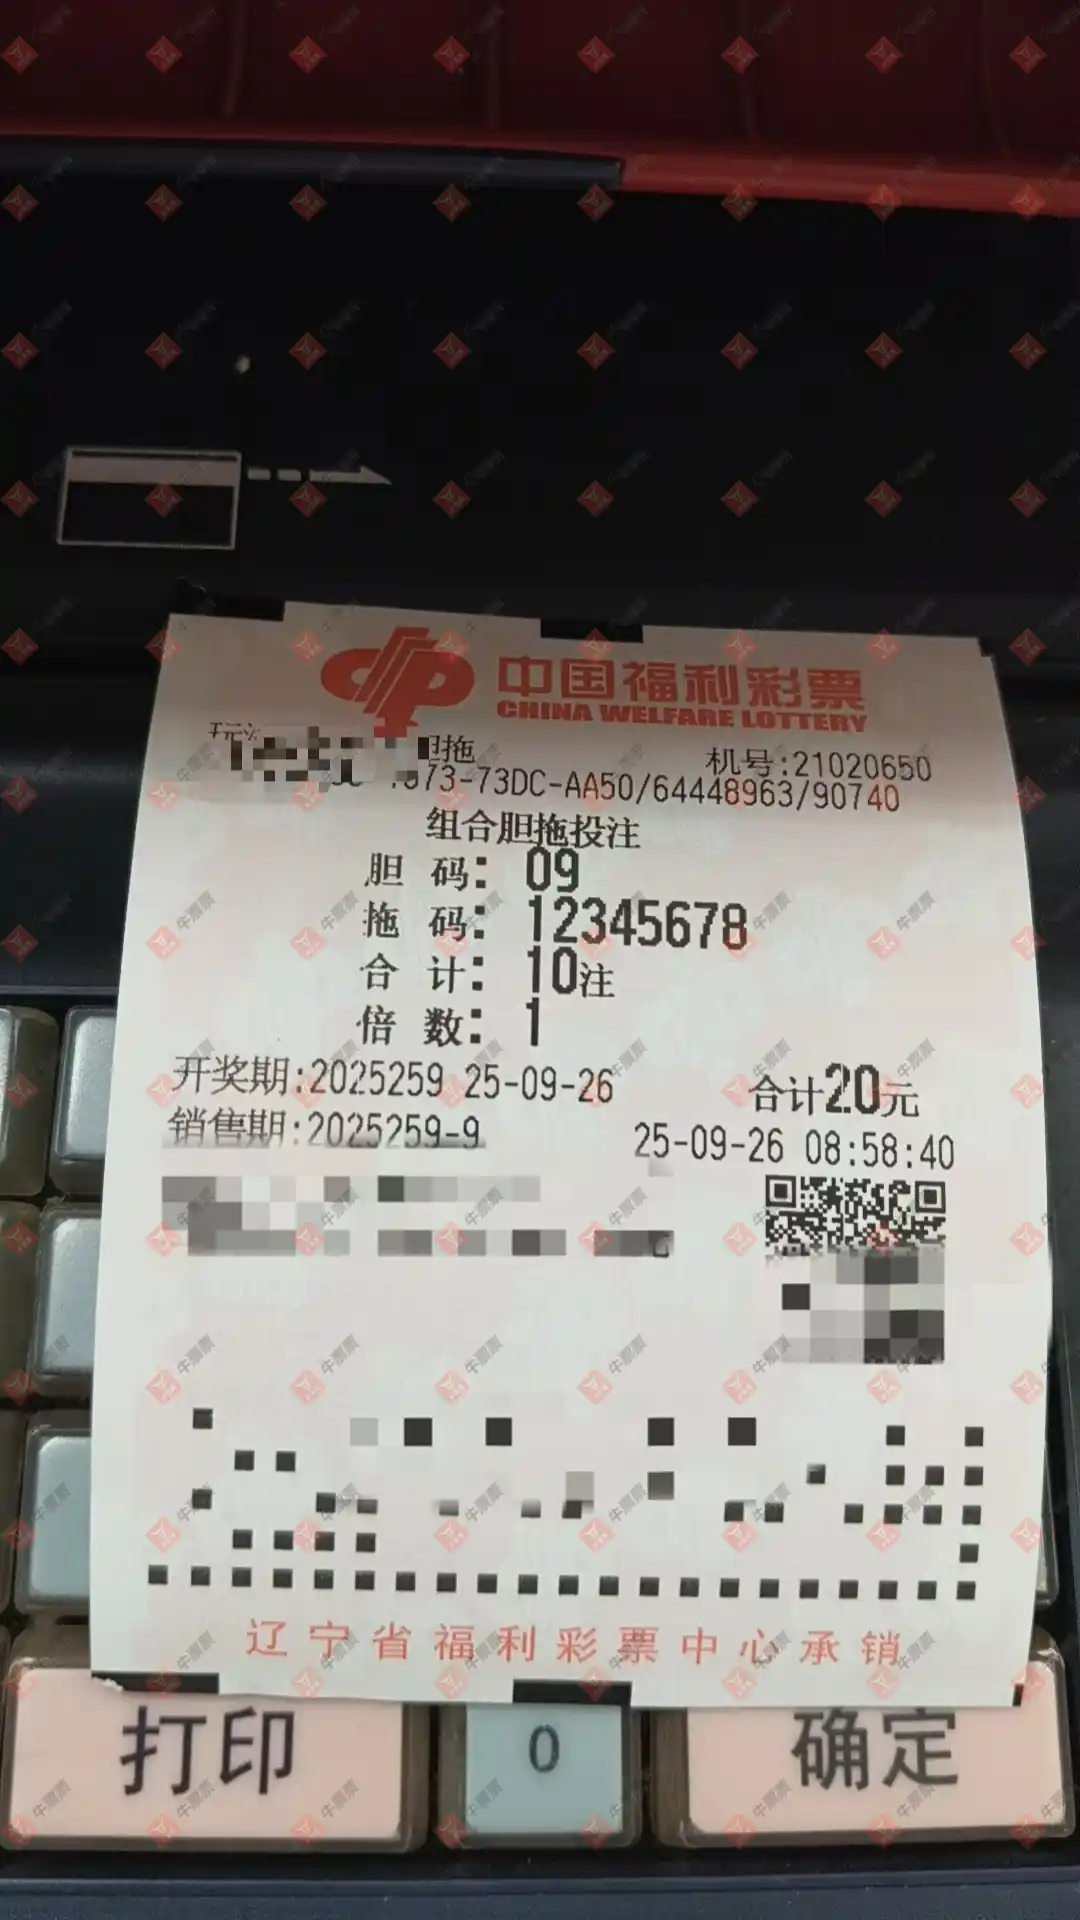 中国福利彩票
CHINA WELFARE LOTTERY
胆拖
机号:21020650
73-73DC-AA50/64448963/90740
组合胆拖投注
胆 码: 09
拖 码: 12345678
合 计: 10注
倍 数: 1
开奖期:2025259 25-09-26
合计20元
销售期:2025259-9
25-09-26 08:58:40
辽宁省福利彩票中心承销
打印
0
确定
牛票票